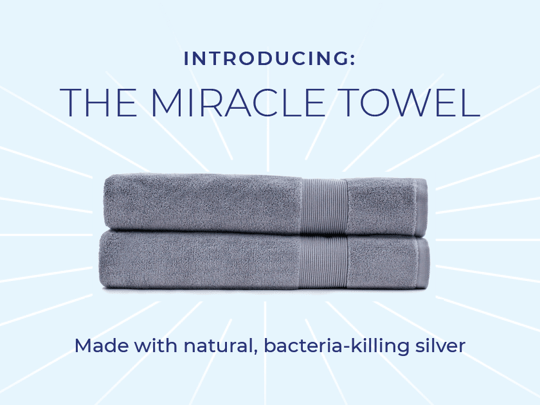 INTRODUCING:
THE MIRACLE TOWEL
Made with natural, bacteria-killing silver